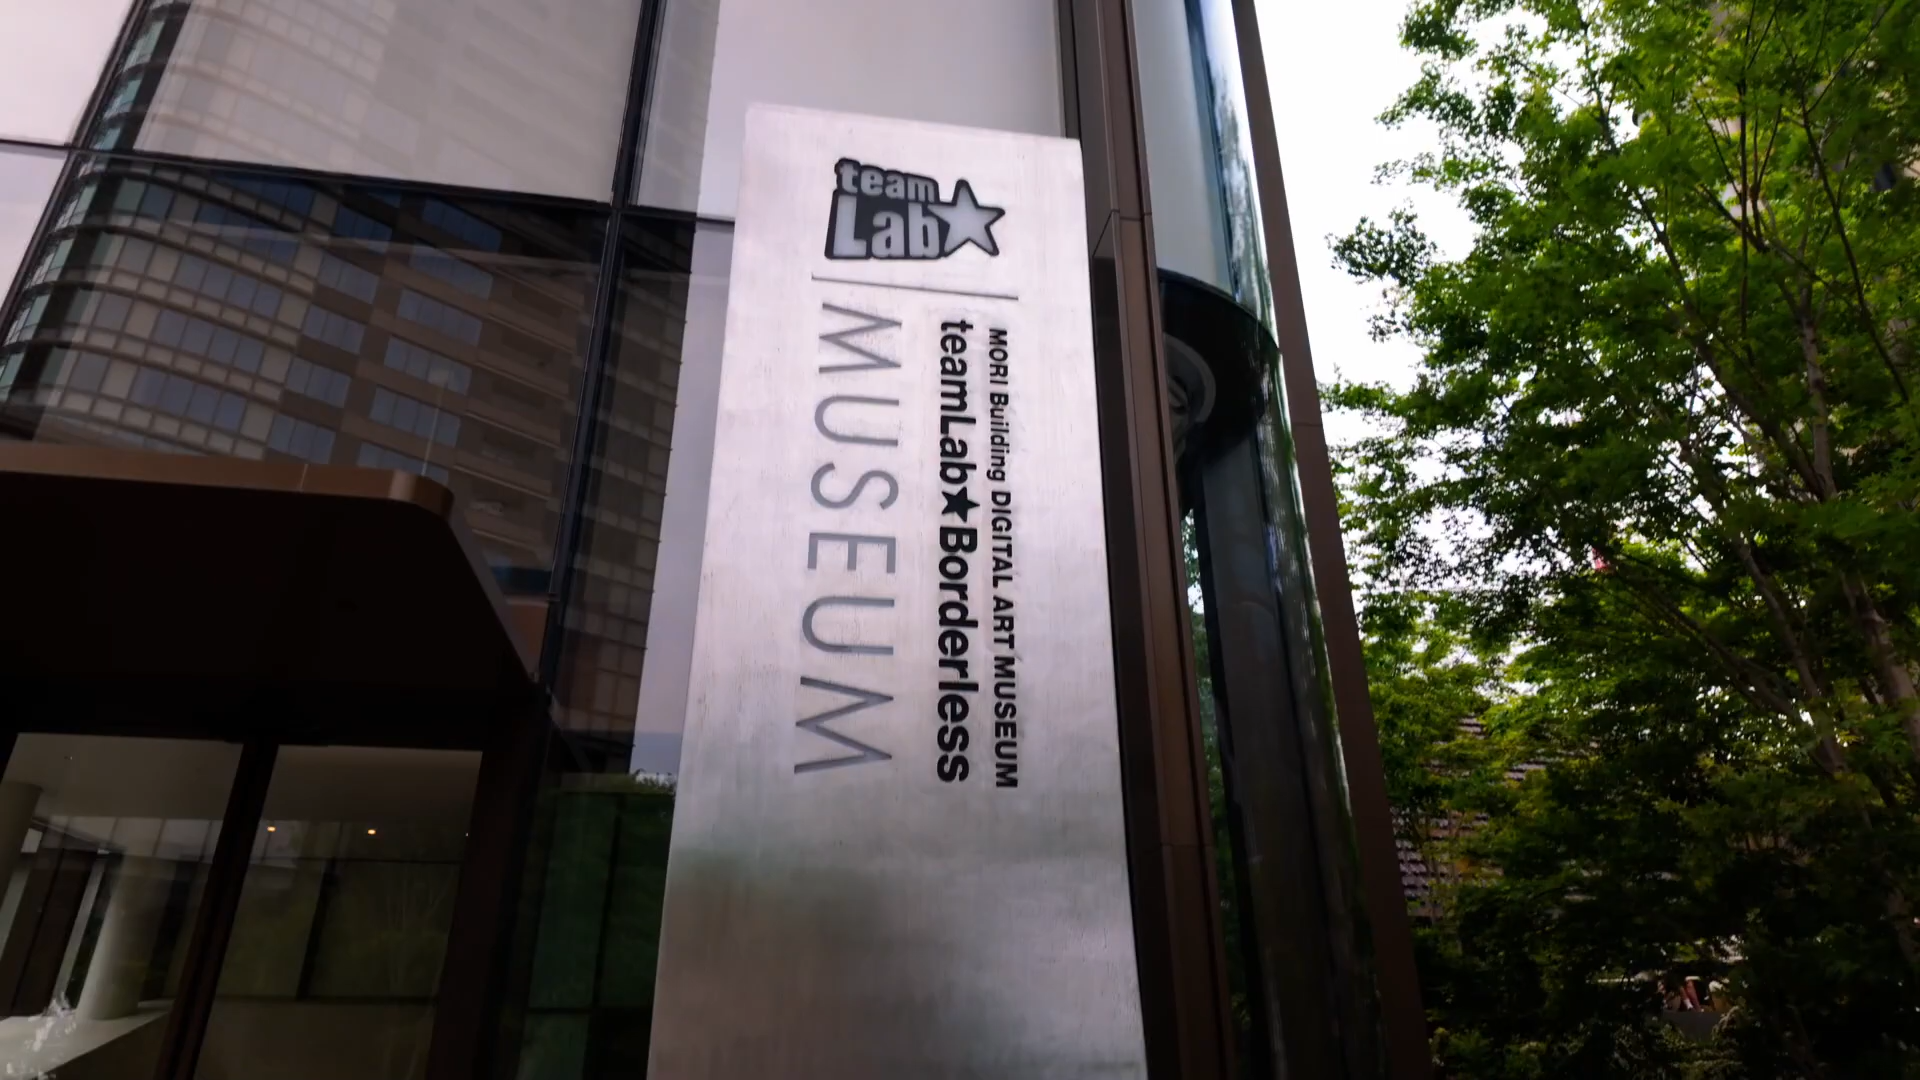 team
Lab★
MORI Building DIGITAL ART MUSEUM
teamLab★Borderless
MUSEUM